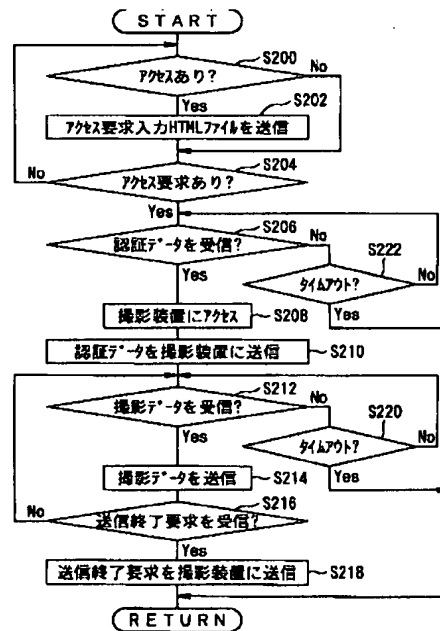 START
S200
アクセスあり?
No
Yes
S202
アクセス要求入力HTMLファイルを送信
S204
No
アクセス要求あり?
Yes
S206
認証データを受信?
No
S222
Yes
タイムアウト?
No
Yes
撮影装置にアクセス
S208
認証データを撮影装置に送信
S210
S212
撮影データを受信?
No
S220
Yes
タイムアウト?
No
Yes
撮影データを送信
S214
S216
No
送信終了要求を受信?
Yes
送信終了要求を撮影装置に送信
S218
RETURN